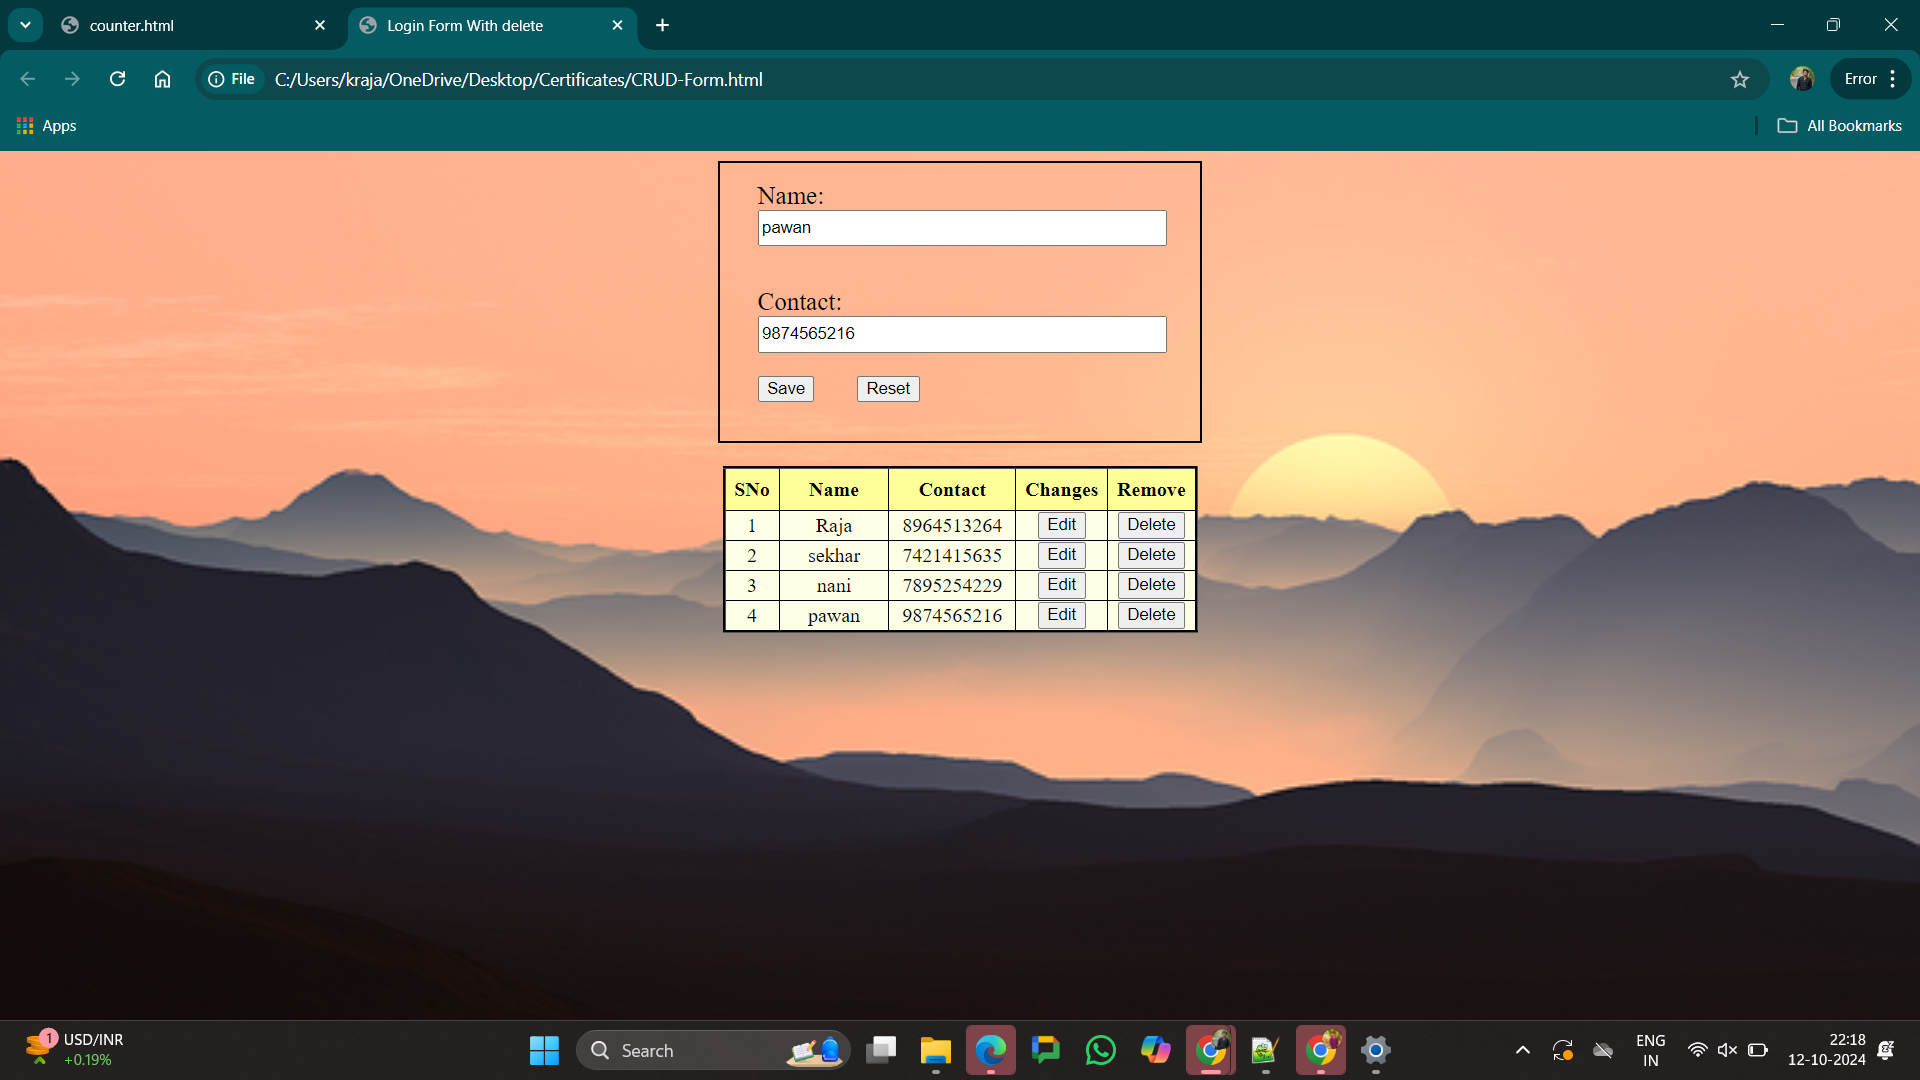 counter.html
Login Form With delete
File
C:/Users/kraja/OneDrive/Desktop/Certificates/CRUD-Form.html
Error
Apps
All Bookmarks
Name:
pawan
Contact:
9874565216
Save Reset
SNo Name Contact Changes Remove
1 Raja 8964513264 Edit Delete
2 sekhar 7421415635 Edit Delete
3 nani 7895254229 Edit Delete
4 pawan 9874565216 Edit Delete
1
USD/INR
+0.19%
Search
ENG
IN
22:18
12-10-2024